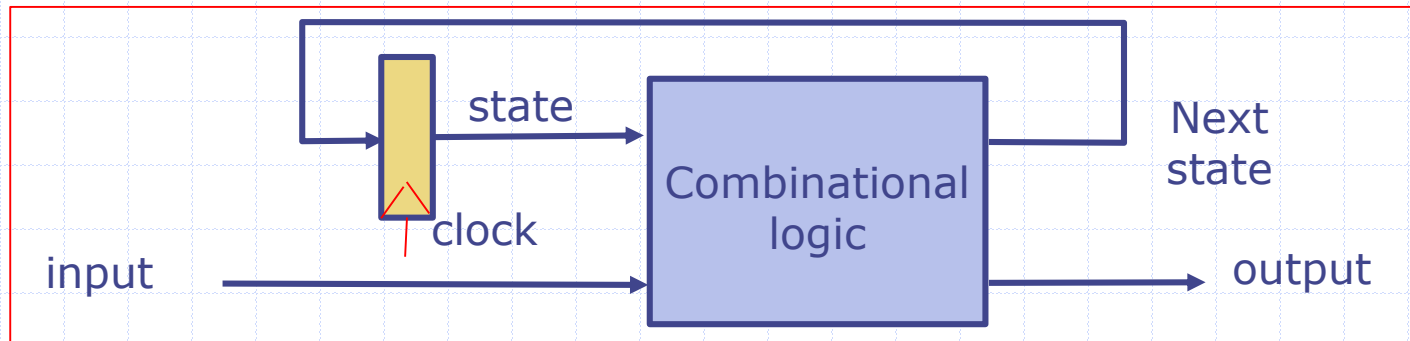 state
Next
state
Combinational
logic
clock
input
output